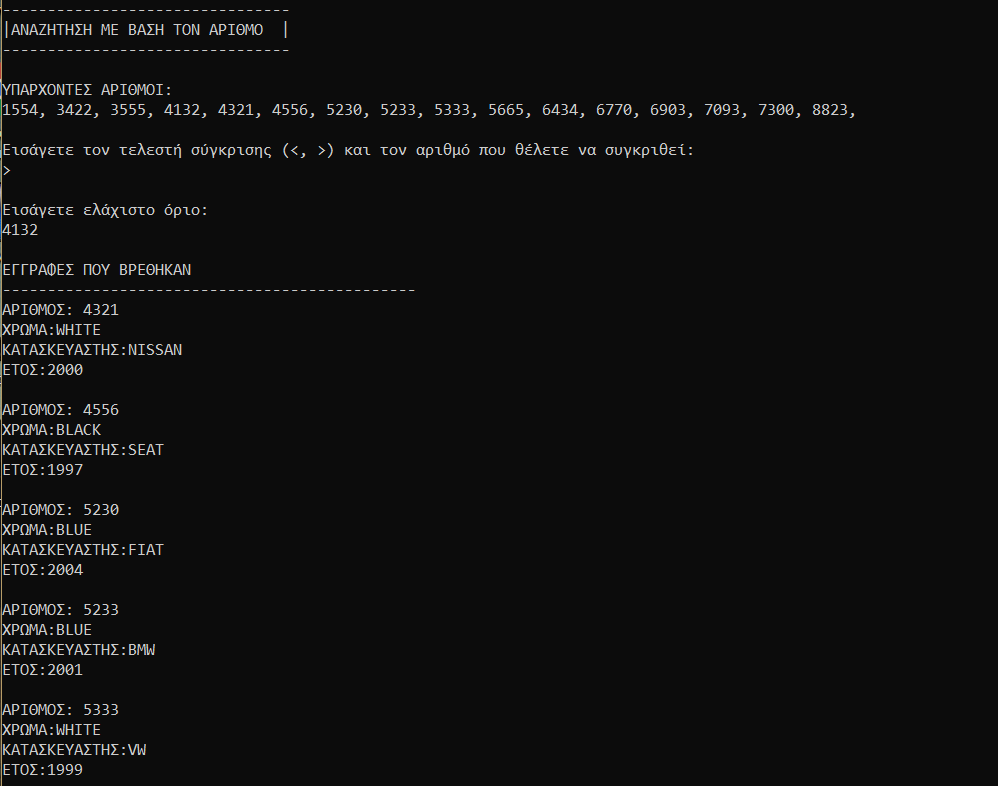 --------------------------------
|ΑΝΑΖΗΤΗΣΗ ΜΕ ΒΑΣΗ ΤΟΝ ΑΡΙΘΜΟ  |
--------------------------------
ΥΠΑΡΧΟΝΤΕΣ ΑΡΙΘΜΟΙ:
1554, 3422, 3555, 4132, 4321, 4556, 5230, 5233, 5333, 5665, 6434, 6770, 6903, 7093, 7300, 8823,
Εισάγετε τον τελεστή σύγκρισης (<, >) και τον αριθμό που θέλετε να συγκριθεί:
>
Εισάγετε ελάχιστο όριο:
4132
ΕΓΓΡΑΦΕΣ ΠΟΥ ΒΡΕΘΗΚΑΝ
----------------------------------------------
ΑΡΙΘΜΟΣ: 4321
ΧΡΩΜΑ:WHITE
ΚΑΤΑΣΚΕΥΑΣΤΗΣ:NISSAN
ΕΤΟΣ:2000
ΑΡΙΘΜΟΣ: 4556
ΧΡΩΜΑ:BLACK
ΚΑΤΑΣΚΕΥΑΣΤΗΣ:SEAT
ΕΤΟΣ:1997
ΑΡΙΘΜΟΣ: 5230
ΧΡΩΜΑ:BLUE
ΚΑΤΑΣΚΕΥΑΣΤΗΣ:FIAT
ΕΤΟΣ:2004
ΑΡΙΘΜΟΣ: 5233
ΧΡΩΜΑ:BLUE
ΚΑΤΑΣΚΕΥΑΣΤΗΣ:BMW
ΕΤΟΣ:2001
ΑΡΙΘΜΟΣ: 5333
ΧΡΩΜΑ:WHITE
ΚΑΤΑΣΚΕΥΑΣΤΗΣ:VW
ΕΤΟΣ:1999